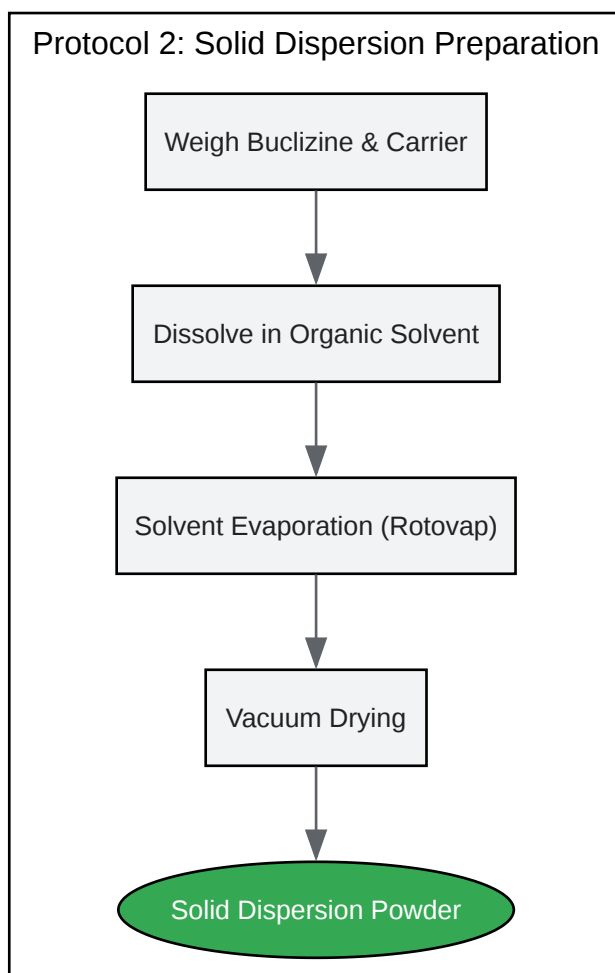 Protocol 2: Solid Dispersion Preparation
Weigh Buclizine & Carrier
Dissolve in Organic Solvent
Solvent Evaporation (Rotovap)
Vacuum Drying
Solid Dispersion Powder